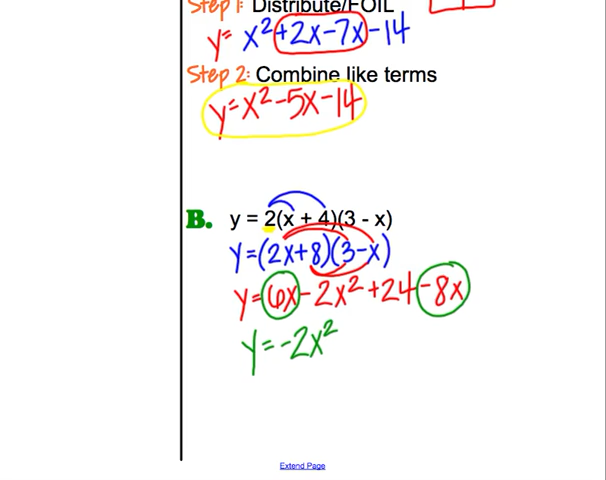 Step 1: Distribute/FOIL
y= x²+2x-7x-14
Step 2: Combine like terms
y=x²-5x-14
B. y = 2(x + 4)(3 - x)
y=(2x+8)(3-x)
y=6x-2x²+24-8x
y=-2x²
Extend Page